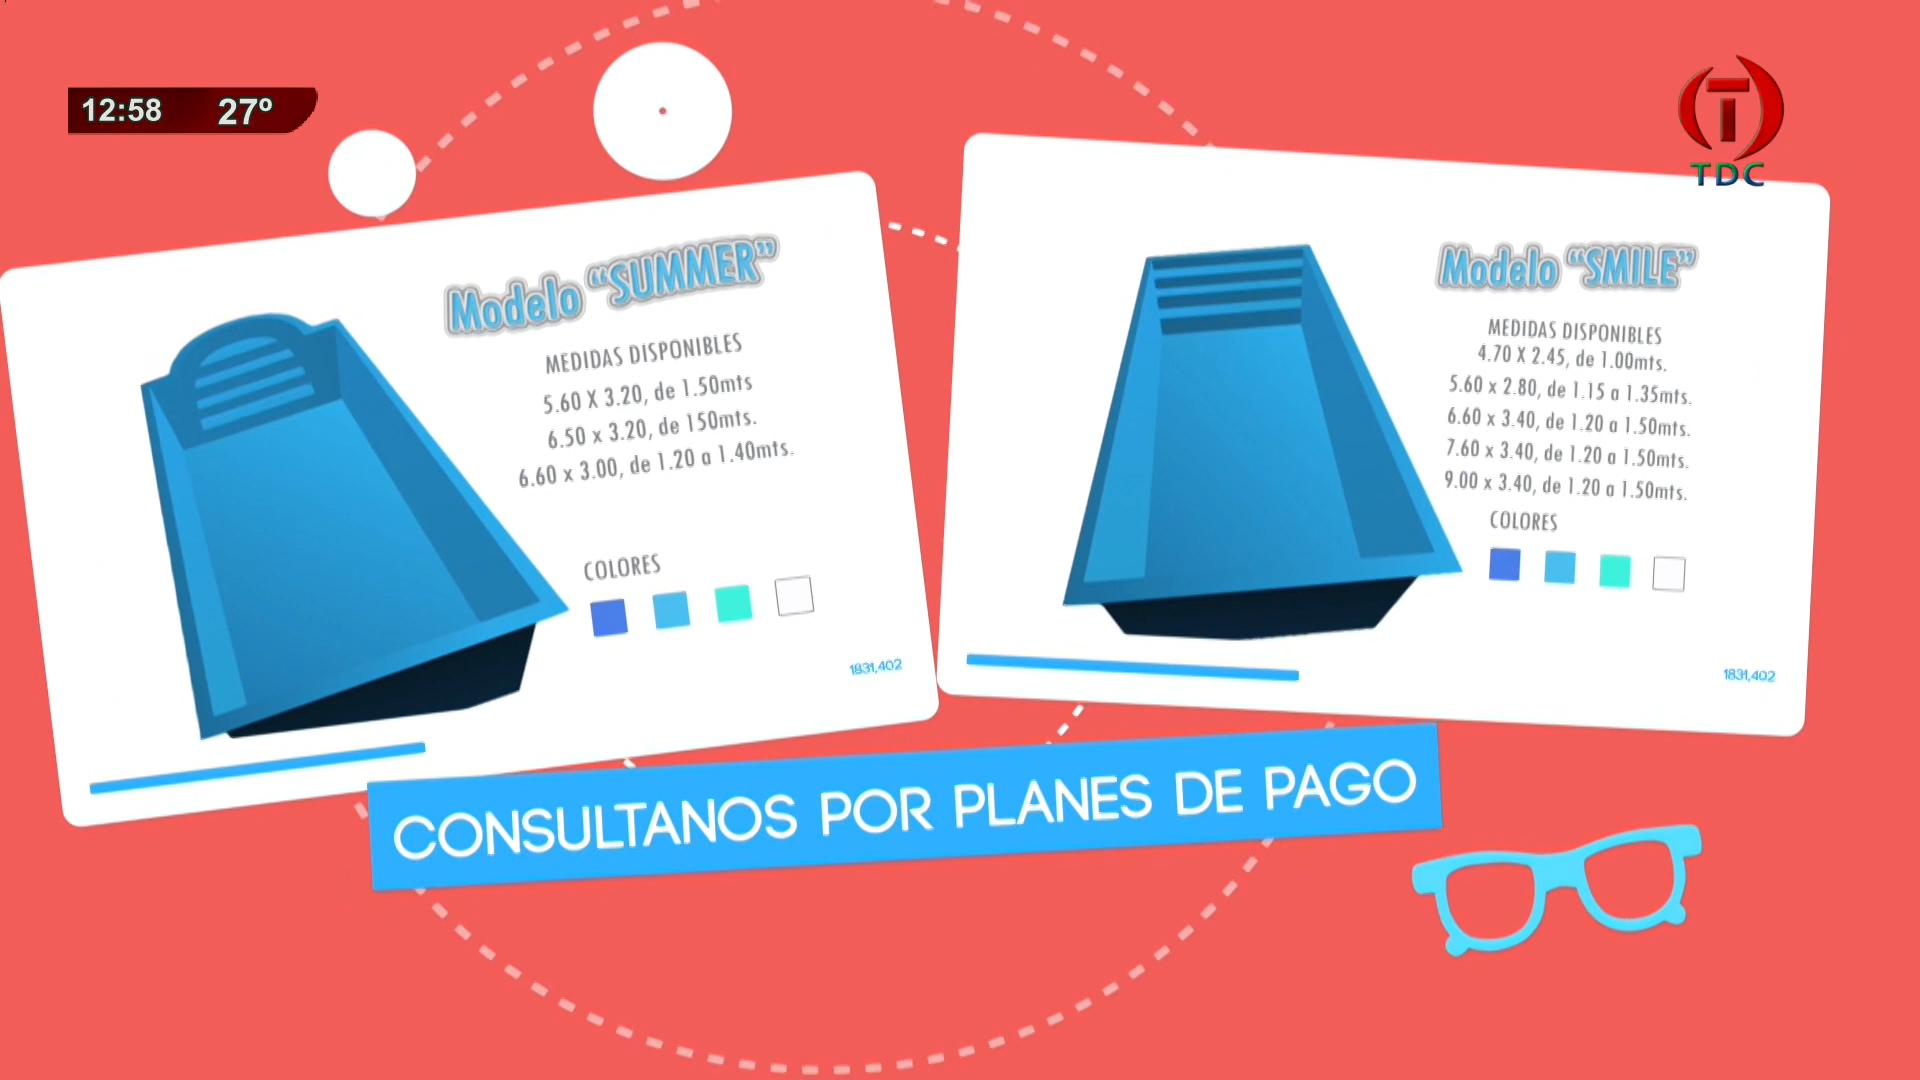 12:58 27º
T
TDC
Modelo “SUMMER”
MEDIDAS DISPONIBLES
5.60 X 3.20, de 1.50mts
6.50 x 3.20, de 150mts.
6.60 x 3.00, de 1.20 a 1.40mts.
COLORES
1831,402
Modelo “SMILE”
MEDIDAS DISPONIBLES
4.70 X 2.45, de 1.00mts.
5.60 x 2.80, de 1.15 a 1.35mts.
6.60 x 3.40, de 1.20 a 1.50mts.
7.60 x 3.40, de 1.20 a 1.50mts.
9.00 x 3.40, de 1.20 a 1.50mts.
COLORES
1831,402
CONSULTANOS POR PLANES DE PAGO